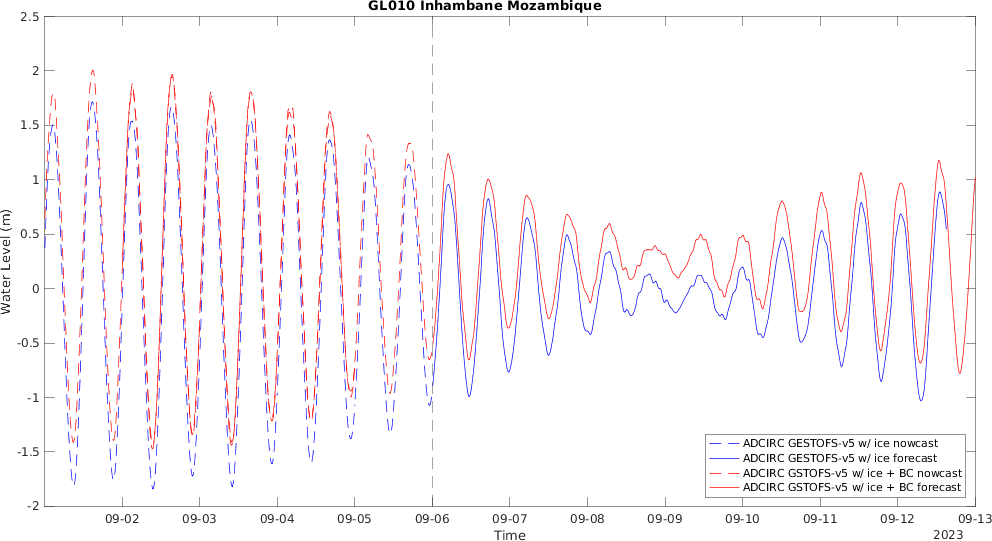 GL010 Inhambane Mozambique
2.5
2
1.5
1
0.5
0
-0.5
-1
-1.5
-2
Water Level (m)
ADCIRC GESTOFS-v5 w/ ice nowcast
ADCIRC GESTOFS-v5 w/ ice forecast
ADCIRC GSTOFS-v5 w/ ice + BC nowcast
ADCIRC GSTOFS-v5 w/ ice + BC forecast
09-02 09-03 09-04 09-05 09-06 09-07 09-08 09-09 09-10 09-11 09-12 09-13
Time
2023